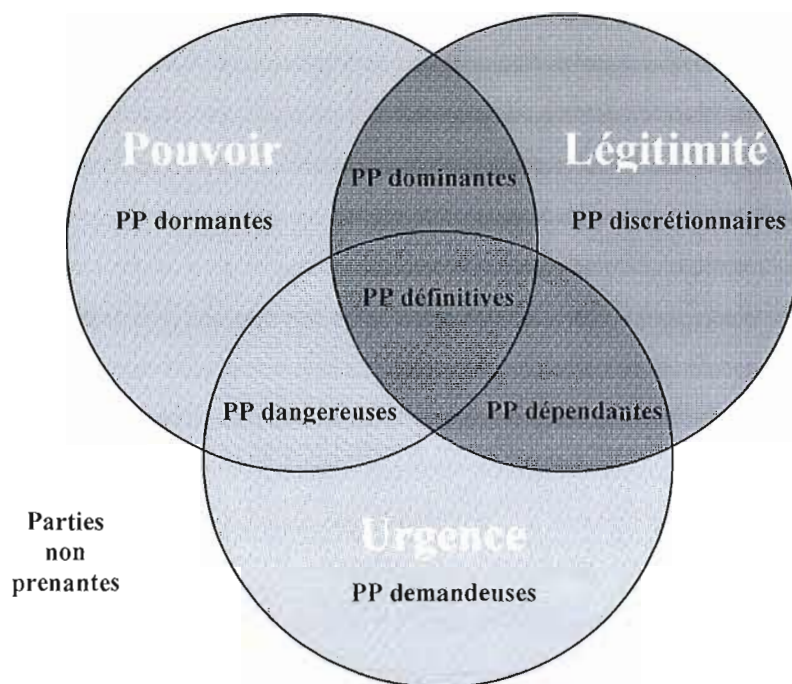 Pouvoir
Légitimité
PP dominantes
PP dormantes
PP discrétionnaires
PP définitives
PP dangereuses
PP dépendantes
Parties
non
prenantes
Urgence
PP demandeuses